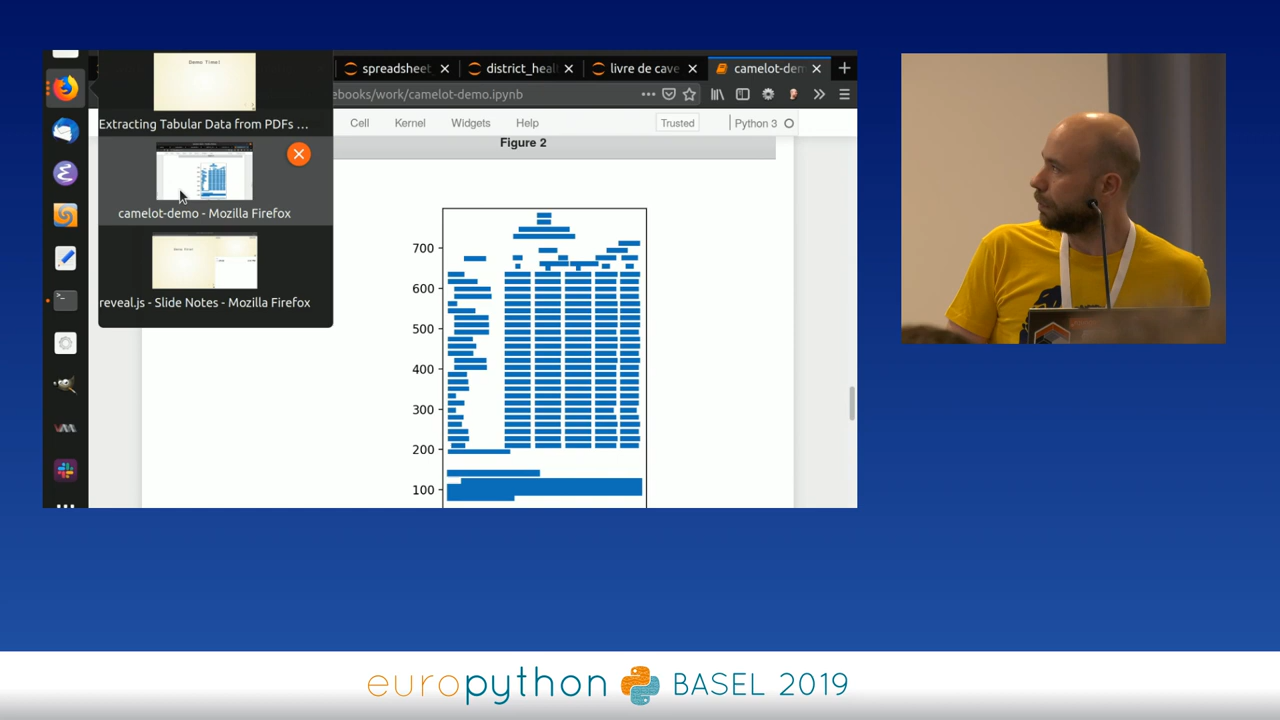 spreadsheet
district_heal
livre de cave
camelot-dem
ebooks/work/camelot-demo.ipynb
Cell
Kernel
Widgets
Help
Trusted
Python 3
Demo Time!
Extracting Tabular Data from PDFs ...
camelot-demo - Mozilla Firefox
reveal.js - Slide Notes - Mozilla Firefox
Figure 2
700
600
500
400
300
200
100
europython BASEL 2019